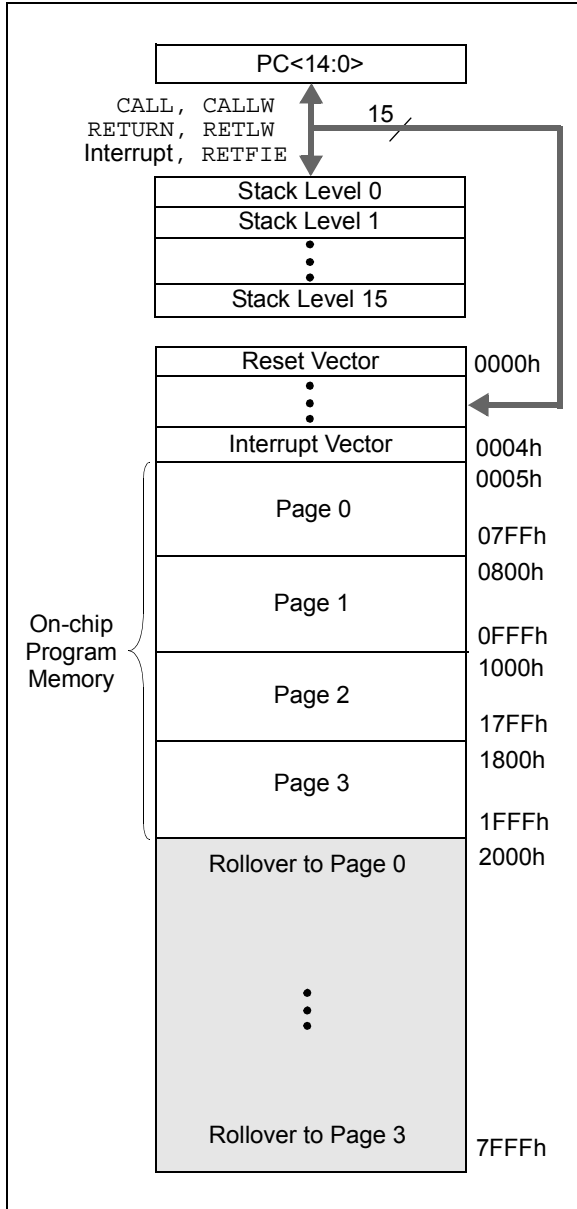 PC<14:0>
CALL, CALLW
RETURN, RETLW
Interrupt, RETFIE
15
Stack Level 0
Stack Level 1
Stack Level 15
Reset Vector
0000h
Interrupt Vector
0004h
0005h
Page 0
07FFh
0800h
Page 1
0FFFh
On-chip
Program
Memory
1000h
Page 2
17FFh
1800h
Page 3
1FFFh
Rollover to Page 0
2000h
Rollover to Page 3
7FFFh